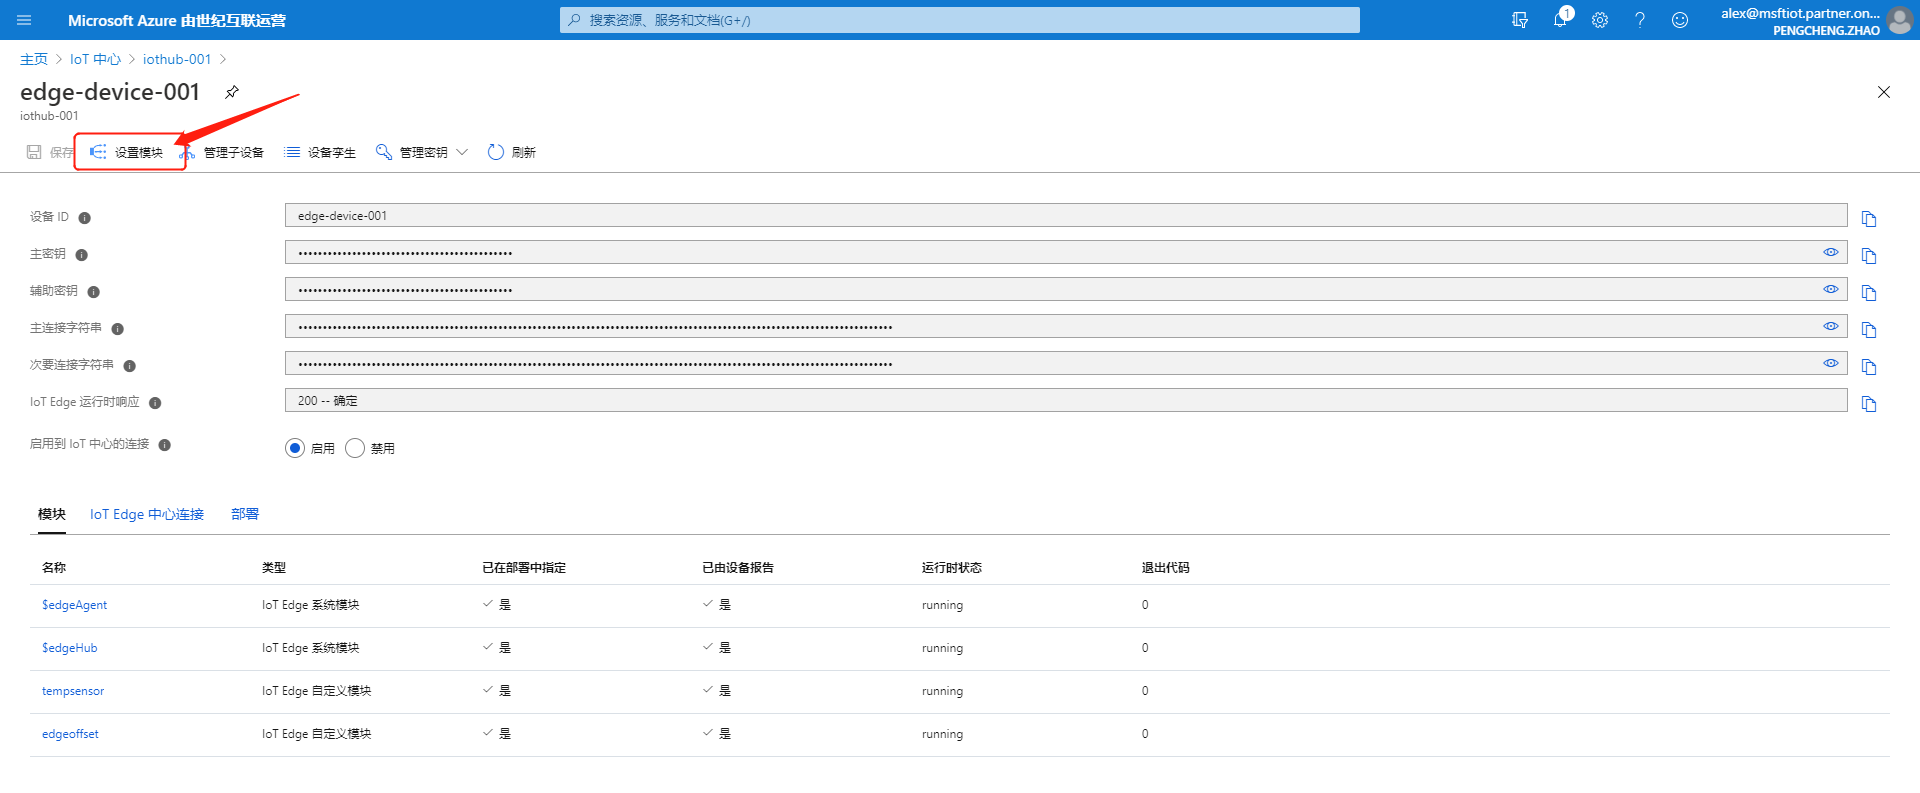 Microsoft Azure 由世纪互联运营
搜索资源、服务和文档(G+/)
1
alex@msftiot.partner.on...
PENGCHENG.ZHAO
主页 > IoT 中心 > iothub-001 >
edge-device-001
iothub-001
保存 设置模块 管理子设备 设备孪生 管理密钥 刷新
设备 ID edge-device-001
主密钥
辅助密钥
主连接字符串
次要连接字符串
IoT Edge 运行时响应 200 -- 确定
启用到 IoT 中心的连接 启用 禁用
模块 IoT Edge 中心连接 部署
名称 类型 已在部署中指定 已由设备报告 运行时状态 退出代码
$edgeAgent IoT Edge 系统模块 是 是 running 0
$edgeHub IoT Edge 系统模块 是 是 running 0
tempsensor IoT Edge 自定义模块 是 是 running 0
edgeoffset IoT Edge 自定义模块 是 是 running 0